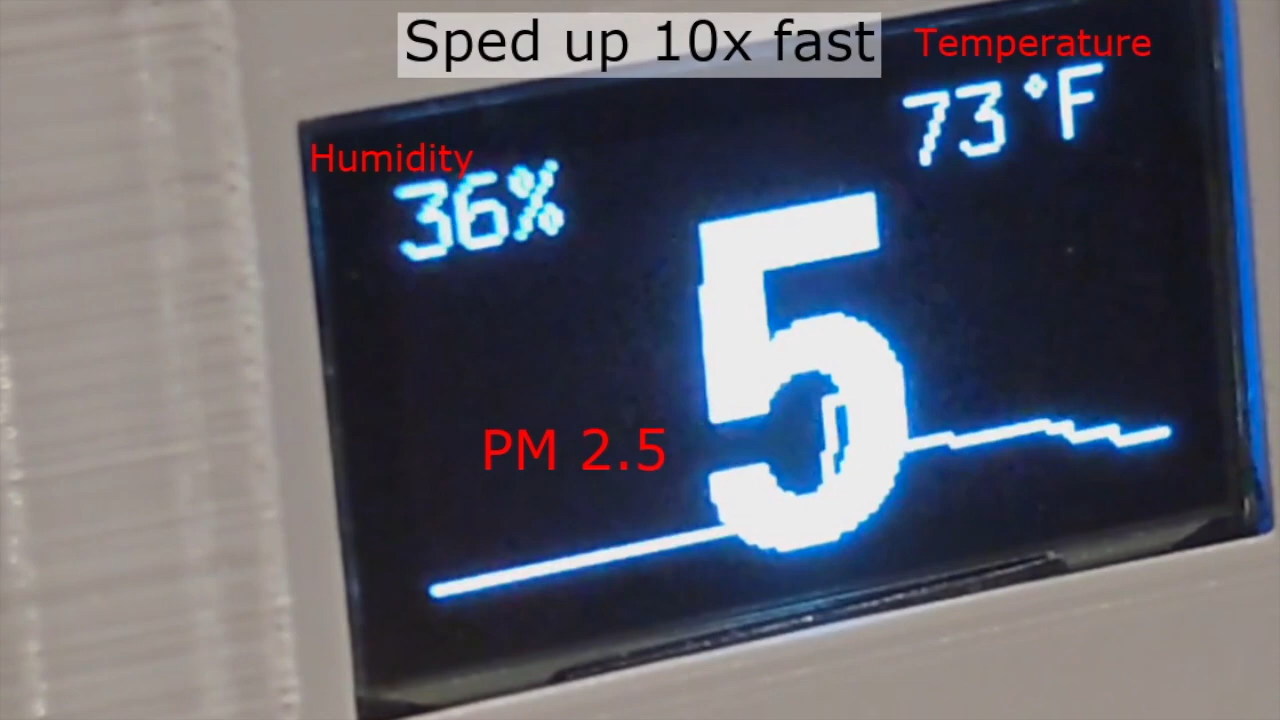 Sped up 10x fast
Temperature
73°F
Humidity
36%
5
PM 2.5